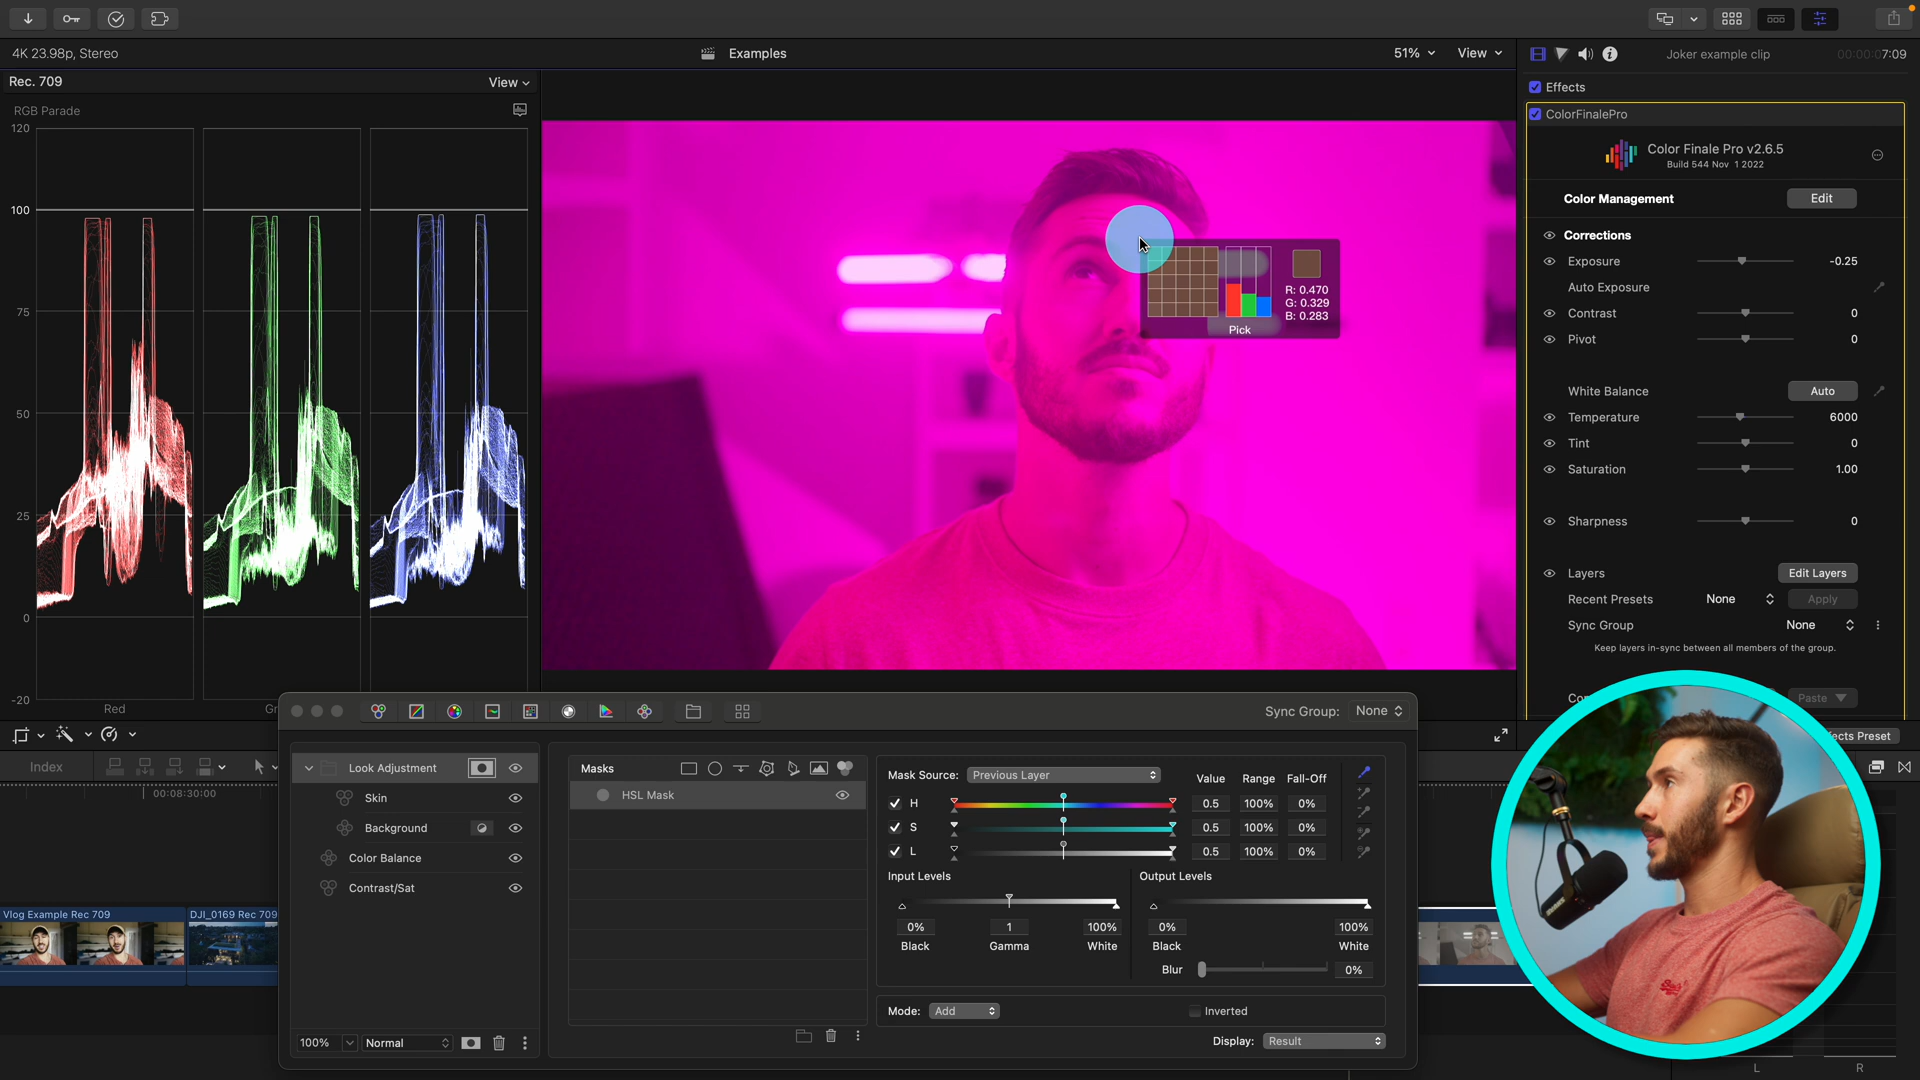 4K 23.98p, Stereo
Examples
51%
View
Joker example clip
00:00:07:09
Rec. 709
View
Effects
RGB Parade
ColorFinalePro
120
Color Finale Pro v2.6.5
Build 544 Nov 1 2022
Color Management
Edit
100
Corrections
Exposure
-0.25
Auto Exposure
R: 0.470
G: 0.329
B: 0.283
Pick
Contrast
0
75
Pivot
0
White Balance
Auto
50
Temperature
6000
Tint
0
Saturation
1.00
25
Sharpness
0
Layers
Edit Layers
Recent Presets
None
Apply
0
Sync Group
None
Keep layers in-sync between all members of the group.
-20
Red
Paste
Sync Group:
None
Index
00:08:30:00
Look Adjustment
Skin
Background
Color Balance
Contrast/Sat
100%
Normal
Masks
HSL Mask
Mask Source:
Previous Layer
Value
Range
Fall-Off
H
0.5
100%
0%
S
0.5
100%
0%
L
0.5
100%
0%
Input Levels
Output Levels
0%
1
100%
0%
100%
Black
Gamma
White
Black
White
Blur
0%
Mode:
Add
Inverted
Display:
Result
Vlog Example Rec 709
DJI_0169 Rec 709
L
R